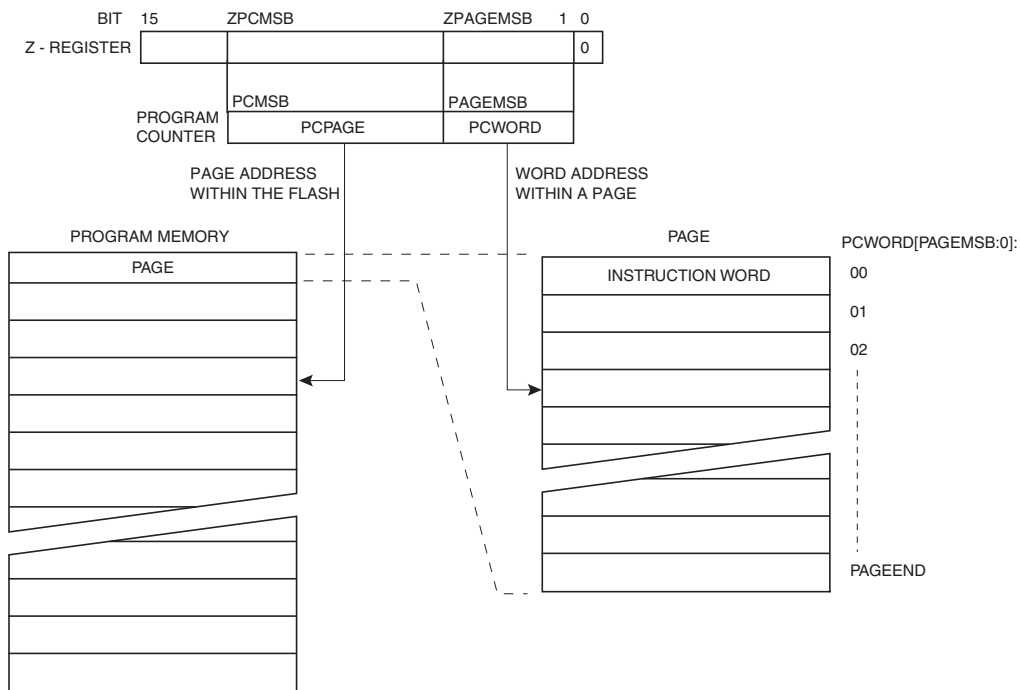 BIT 15 ZPCMSB ZPAGEMSB 1 0
Z - REGISTER 0
PCMSB PAGEMSB
PROGRAM
COUNTER
PCPAGE PCWORD
PAGE ADDRESS
WITHIN THE FLASH
WORD ADDRESS
WITHIN A PAGE
PROGRAM MEMORY
PAGE
PAGE
PCWORD[PAGEMSB:0]:
INSTRUCTION WORD
00
01
02
PAGEEND